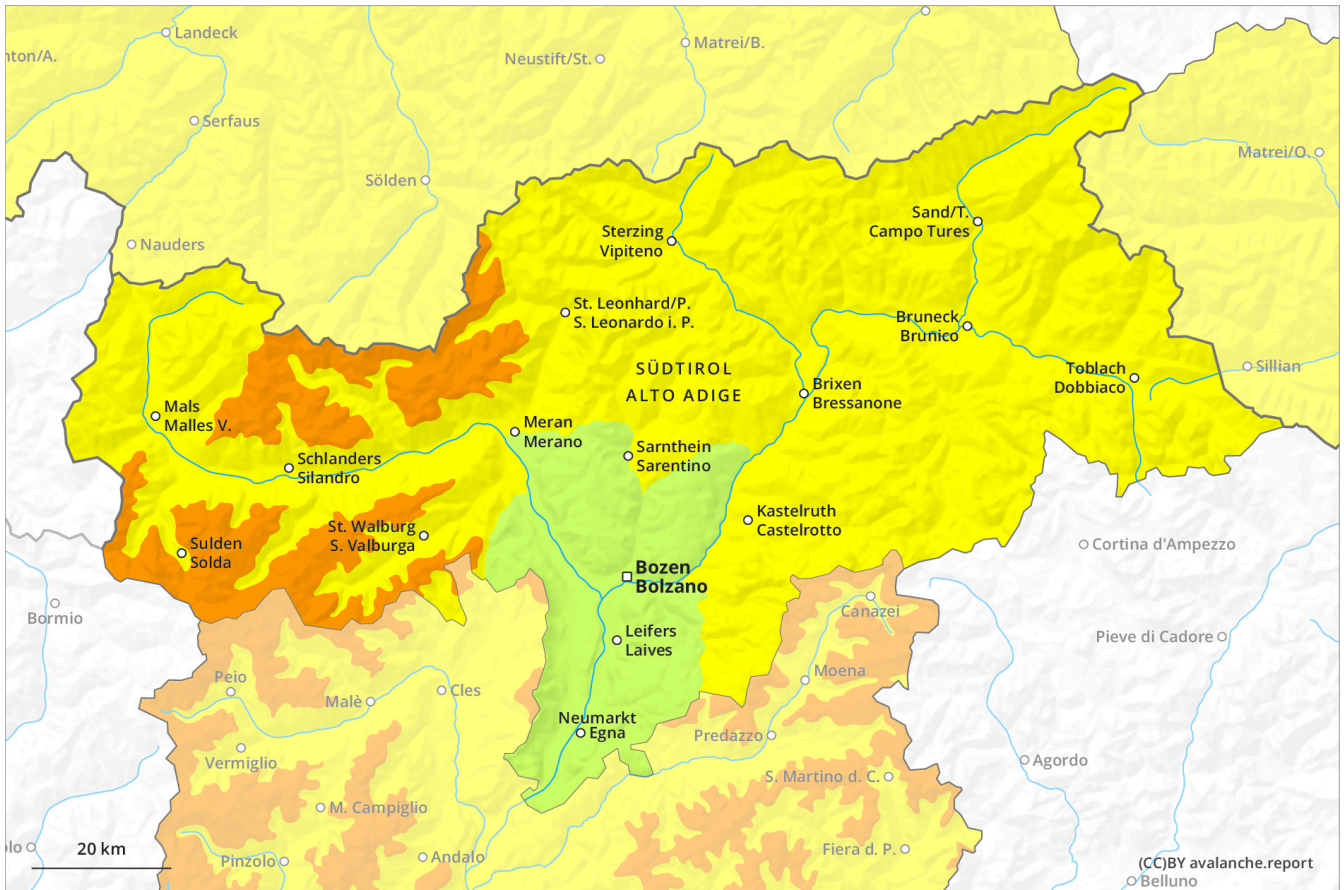 Landeck
nton/A.
Neustift/St.
Matrei/B.
Serfaus
Matrei/O.
Sölden
Nauders
Sand/T.
Campo Tures
Sterzing
Vipiteno
St. Leonhard/P.
S. Leonardo i. P.
Bruneck
Brunico
SÜDTIROL
ALTO ADIGE
Toblach
Dobbiaco
Sillian
Brixen
Bressanone
Mals
Malles V.
Meran
Merano
Sarnthein
Sarentino
Schlanders
Silandro
Kastelruth
Castelrotto
St. Walburg
S. Valburga
Sulden
Solda
Cortina d'Ampezzo
Bozen
Bolzano
Bormio
Canazei
Leifers
Laives
Pieve di Cadore
Peio
Moena
Malè
Cles
Neumarkt
Egna
Predazzo
Vermiglio
Agordo
S. Martino d. C.
M. Campiglio
lo
20 km
Pinzolo
Andalo
Fiera d. P.
(CC)BY avalanche.report
Belluno